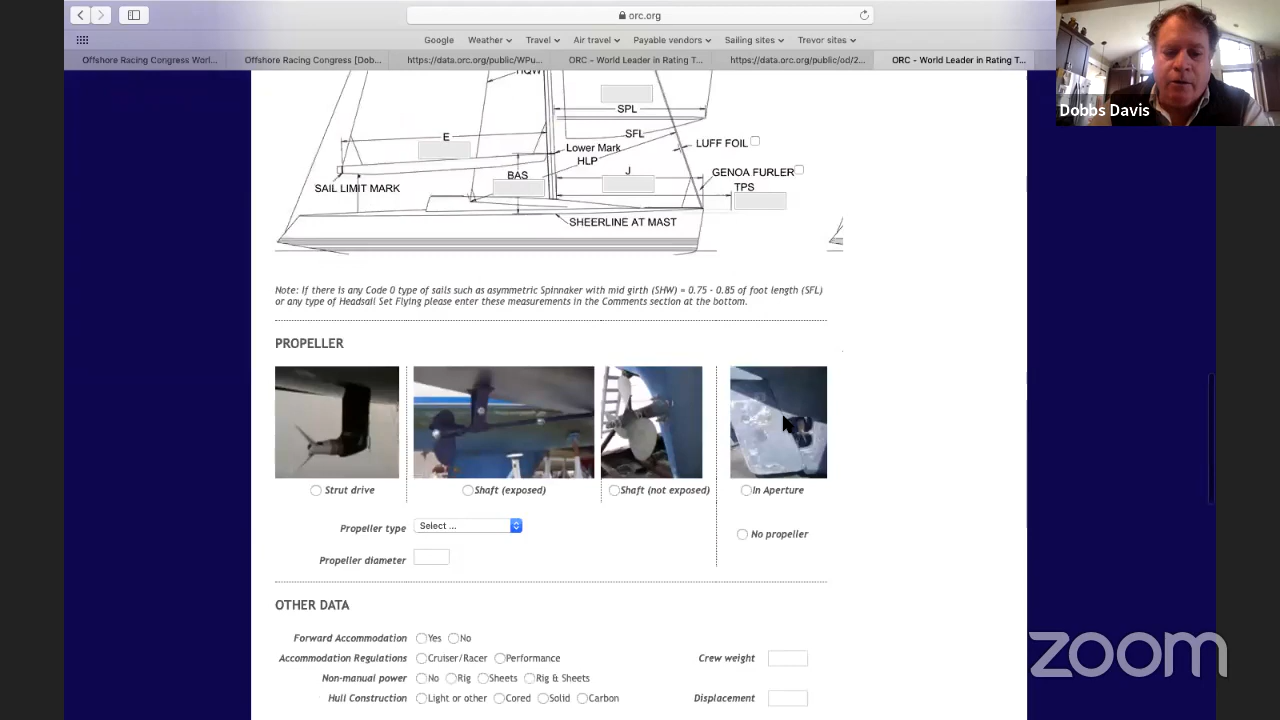 orc.org
Google Weather Travel Air travel Payable vendors Sailing sites Trevor sites
Offshore Racing Congress Worl... Offshore Racing Congress [Dob... https://data.orc.org/public/WPu... ORC - World Leader in Rating T... https://data.orc.org/public/od/2... ORC - World Leader in Rating T...
Dobbs Davis
HQW
SPL
E
SFL
Lower Mark
LUFF FOIL
HLP
BAS
J
GENOA FURLER
TPS
SAIL LIMIT MARK
SHEERLINE AT MAST
Note: If there is any Code 0 type of sails such as asymmetric Spinnaker with mid girth (SHW) = 0.75 - 0.85 of foot length (SFL)
or any type of Headsail Set Flying please enter these measurements in the Comments section at the bottom.
PROPELLER
Strut drive Shaft (exposed) Shaft (not exposed) In Aperture
Propeller type Select ...
No propeller
Propeller diameter
OTHER DATA
Forward Accommodation Yes No
Accommodation Regulations Cruiser/Racer Performance Crew weight
Non-manual power No Rig Sheets Rig & Sheets
Hull Construction Light or other Cored Solid Carbon Displacement
zoom